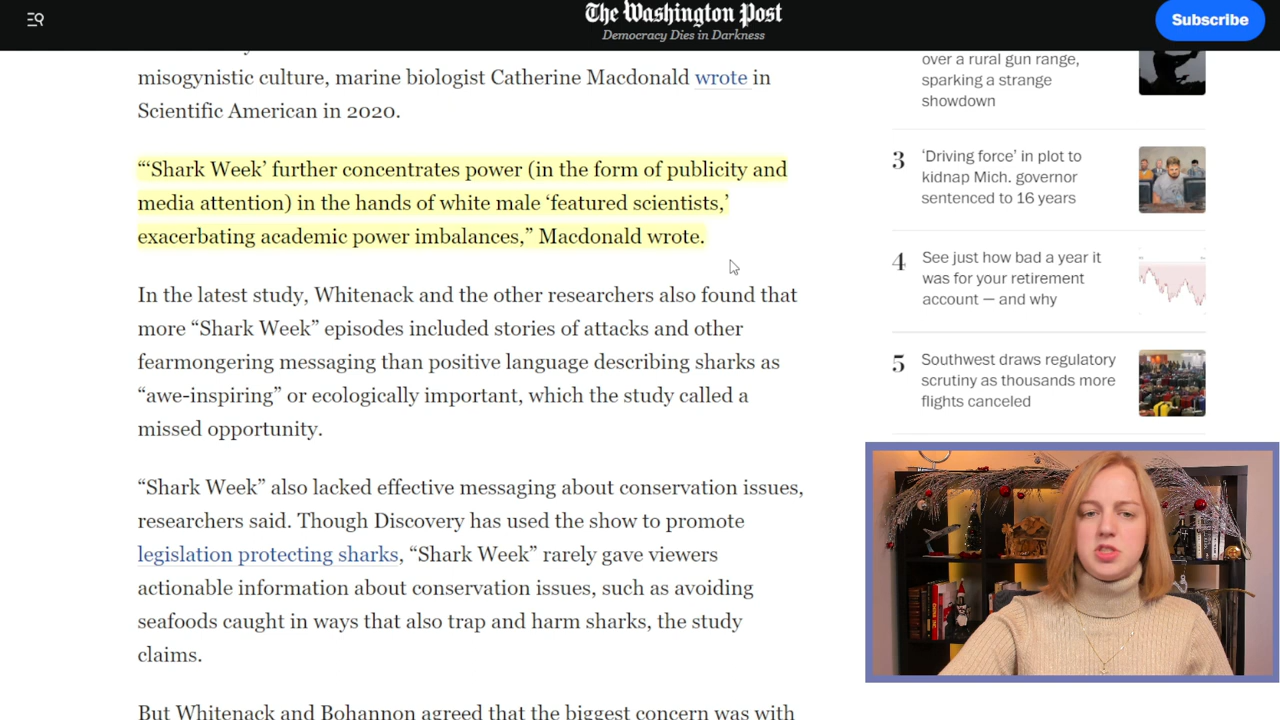 The Washington Post
Democracy Dies in Darkness
Subscribe
misogynistic culture, marine biologist Catherine Macdonald wrote in
Scientific American in 2020.
“‘Shark Week’ further concentrates power (in the form of publicity and
media attention) in the hands of white male ‘featured scientists,’
exacerbating academic power imbalances,” Macdonald wrote.
In the latest study, Whitenack and the other researchers also found that
more “Shark Week” episodes included stories of attacks and other
fearmongering messaging than positive language describing sharks as
“awe-inspiring” or ecologically important, which the study called a
missed opportunity.
“Shark Week” also lacked effective messaging about conservation issues,
researchers said. Though Discovery has used the show to promote
legislation protecting sharks, “Shark Week” rarely gave viewers
actionable information about conservation issues, such as avoiding
seafoods caught in ways that also trap and harm sharks, the study
claims.
But Whitenack and Bohannon agreed that the biggest concern was with
over a rural gun range,
sparking a strange
showdown
3
‘Driving force’ in plot to
kidnap Mich. governor
sentenced to 16 years
4
See just how bad a year it
was for your retirement
account — and why
5
Southwest draws regulatory
scrutiny as thousands more
flights canceled